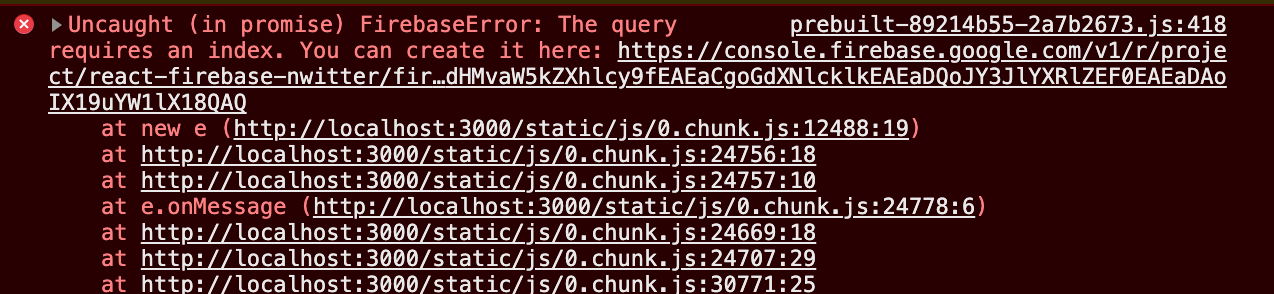 Uncaught (in promise) FirebaseError: The query prebuilt-89214b55-2a7b2673.js:418
requires an index. You can create it here: https://console.firebase.google.com/v1/r/proje
ct/react-firebase-nwitter/fir…dHMvaW5kZXhlcy9fEAEaCgoGdXNlcklkEAEaDQoJY3JlYXRlZEF0EAEaDAo
IX19uYW1lX18QAQ
at new e (http://localhost:3000/static/js/0.chunk.js:12488:19)
at http://localhost:3000/static/js/0.chunk.js:24756:18
at http://localhost:3000/static/js/0.chunk.js:24757:10
at e.onMessage (http://localhost:3000/static/js/0.chunk.js:24778:6)
at http://localhost:3000/static/js/0.chunk.js:24669:18
at http://localhost:3000/static/js/0.chunk.js:24707:29
at http://localhost:3000/static/js/0.chunk.js:30771:25